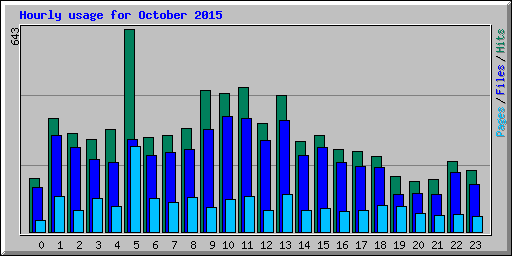 Hourly usage for October 2015
643
Pages / Files / Hits
0 1 2 3 4 5 6 7 8 9 10 11 12 13 14 15 16 17 18 19 20 21 22 23